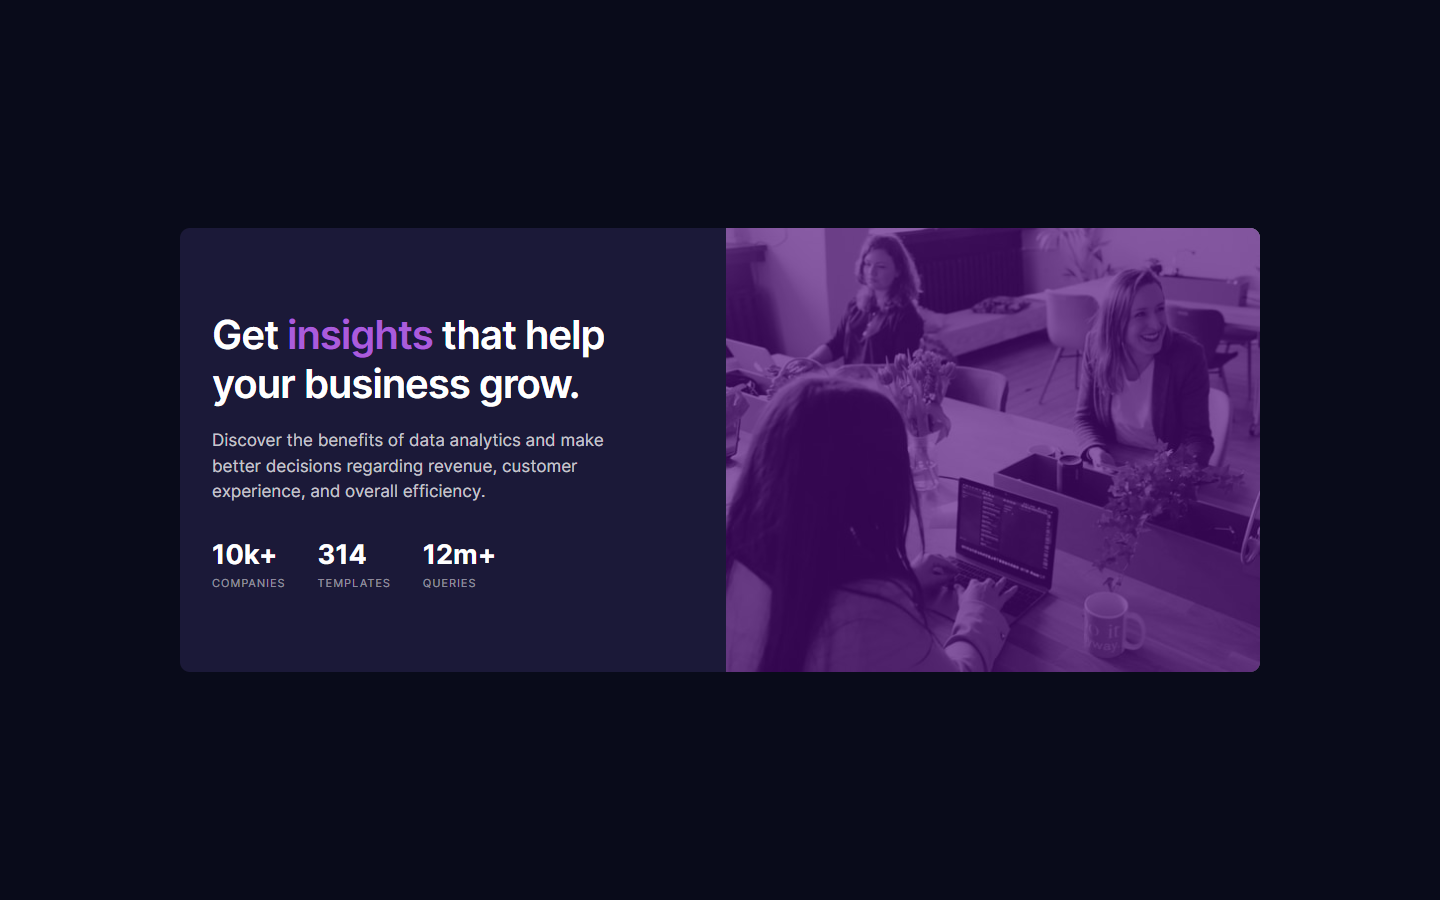 Get insights that help
your business grow.
Discover the benefits of data analytics and make
better decisions regarding revenue, customer
experience, and overall efficiency.
10k+ 314 12m+
COMPANIES TEMPLATES QUERIES